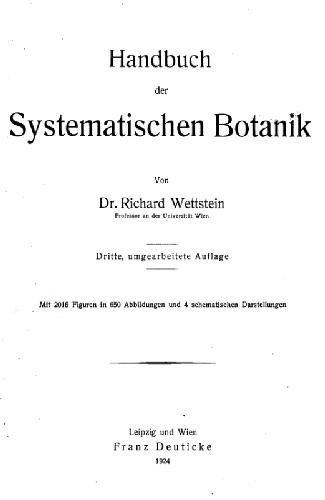 Handbuch
der
Systematischen Botanik
Von
Dr. Richard Wettstein
Professor an der Universität Wien
Dritte, umgearbeitete Auflage
Mit 2016 Figuren in 650 Abbildungen und 4 schematischen Darstellungen
Leipzig und Wien
Franz Deuticke
1924